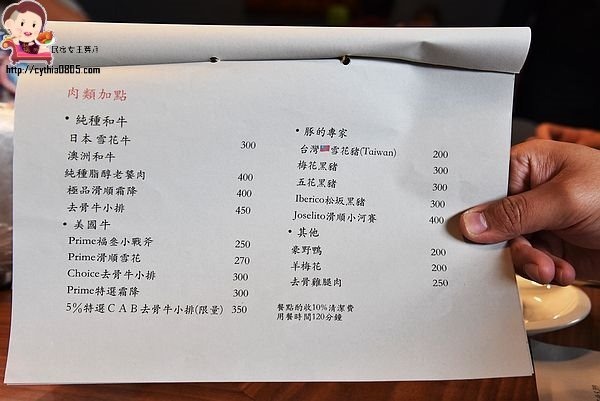 民宿女王芽月
http://cythia0805.com
肉類加點
• 純種和牛
日本 雪花牛 300
澳洲和牛
純種脂醇老饕肉 400
極品滑順霜降 400
去骨牛小排 450
• 美國牛
Prime福叁小戰斧 250
Prime滑順雪花 270
Choice去骨牛小排 300
Prime特選霜降 300
5%特選CAB去骨牛小排(限量) 350
• 豚的專家
台灣🇹🇼雪花豬(Taiwan) 200
梅花黑豬 300
五花黑豬 300
Iberico松坂黑豬 300
Joselito滑順小河賽 400
• 其他
豪野鴨 200
羊梅花 200
去骨雞腿肉 250
餐點酌收10%清潔費
用餐時間120分鐘